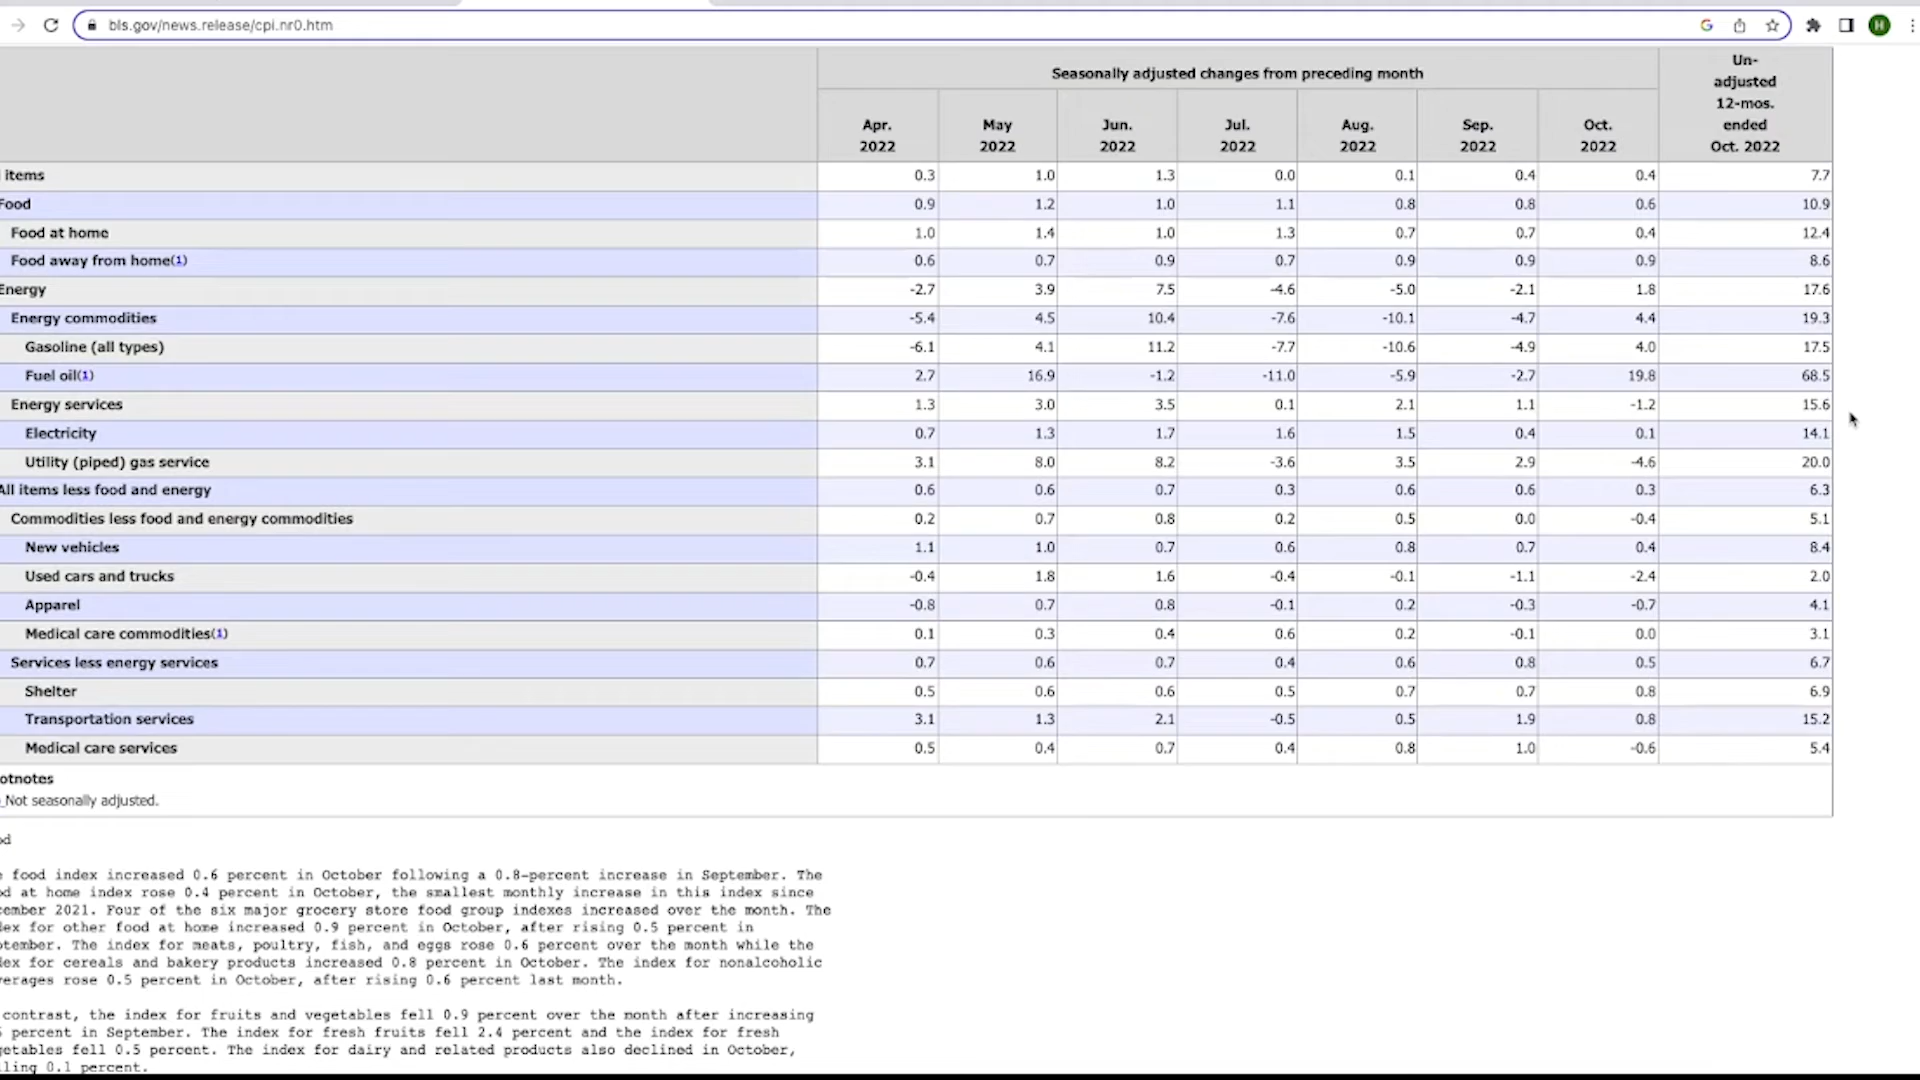 bls.gov/news.release/cpi.nr0.htm
H
Seasonally adjusted changes from preceding month
Un-
adjusted
12-mos.
ended
Oct. 2022
Apr. 2022 May 2022 Jun. 2022 Jul. 2022 Aug. 2022 Sep. 2022 Oct. 2022
items 0.3 1.0 1.3 0.0 0.1 0.4 0.4 7.7
Food 0.9 1.2 1.0 1.1 0.8 0.8 0.6 10.9
Food at home 1.0 1.4 1.0 1.3 0.7 0.7 0.4 12.4
Food away from home(1) 0.6 0.7 0.9 0.7 0.9 0.9 0.9 8.6
Energy -2.7 3.9 7.5 -4.6 -5.0 -2.1 1.8 17.6
Energy commodities -5.4 4.5 10.4 -7.6 -10.1 -4.7 4.4 19.3
Gasoline (all types) -6.1 4.1 11.2 -7.7 -10.6 -4.9 4.0 17.5
Fuel oil(1) 2.7 16.9 -1.2 -11.0 -5.9 -2.7 19.8 68.5
Energy services 1.3 3.0 3.5 0.1 2.1 1.1 -1.2 15.6
Electricity 0.7 1.3 1.7 1.6 1.5 0.4 0.1 14.1
Utility (piped) gas service 3.1 8.0 8.2 -3.6 3.5 2.9 -4.6 20.0
All items less food and energy 0.6 0.6 0.7 0.3 0.6 0.6 0.3 6.3
Commodities less food and energy commodities 0.2 0.7 0.8 0.2 0.5 0.0 -0.4 5.1
New vehicles 1.1 1.0 0.7 0.6 0.8 0.7 0.4 8.4
Used cars and trucks -0.4 1.8 1.6 -0.4 -0.1 -1.1 -2.4 2.0
Apparel -0.8 0.7 0.8 -0.1 0.2 -0.3 -0.7 4.1
Medical care commodities(1) 0.1 0.3 0.4 0.6 0.2 -0.1 0.0 3.1
Services less energy services 0.7 0.6 0.7 0.4 0.6 0.8 0.5 6.7
Shelter 0.5 0.6 0.6 0.5 0.7 0.7 0.8 6.9
Transportation services 3.1 1.3 2.1 -0.5 0.5 1.9 0.8 15.2
Medical care services 0.5 0.4 0.7 0.4 0.8 1.0 -0.6 5.4
otnotes
Not seasonally adjusted.
od
e food index increased 0.6 percent in October following a 0.8-percent increase in September. The
od at home index rose 0.4 percent in October, the smallest monthly increase in this index since
cember 2021. Four of the six major grocery store food group indexes increased over the month. The
dex for other food at home increased 0.9 percent in October, after rising 0.5 percent in
ptember. The index for meats, poultry, fish, and eggs rose 0.6 percent over the month while the
dex for cereals and bakery products increased 0.8 percent in October. The index for nonalcoholic
verages rose 0.5 percent in October, after rising 0.6 percent last month.
contrast, the index for fruits and vegetables fell 0.9 percent over the month after increasing
percent in September. The index for fresh fruits fell 2.4 percent and the index for fresh
getables fell 0.5 percent. The index for dairy and related products also declined in October,
lling 0.1 percent.